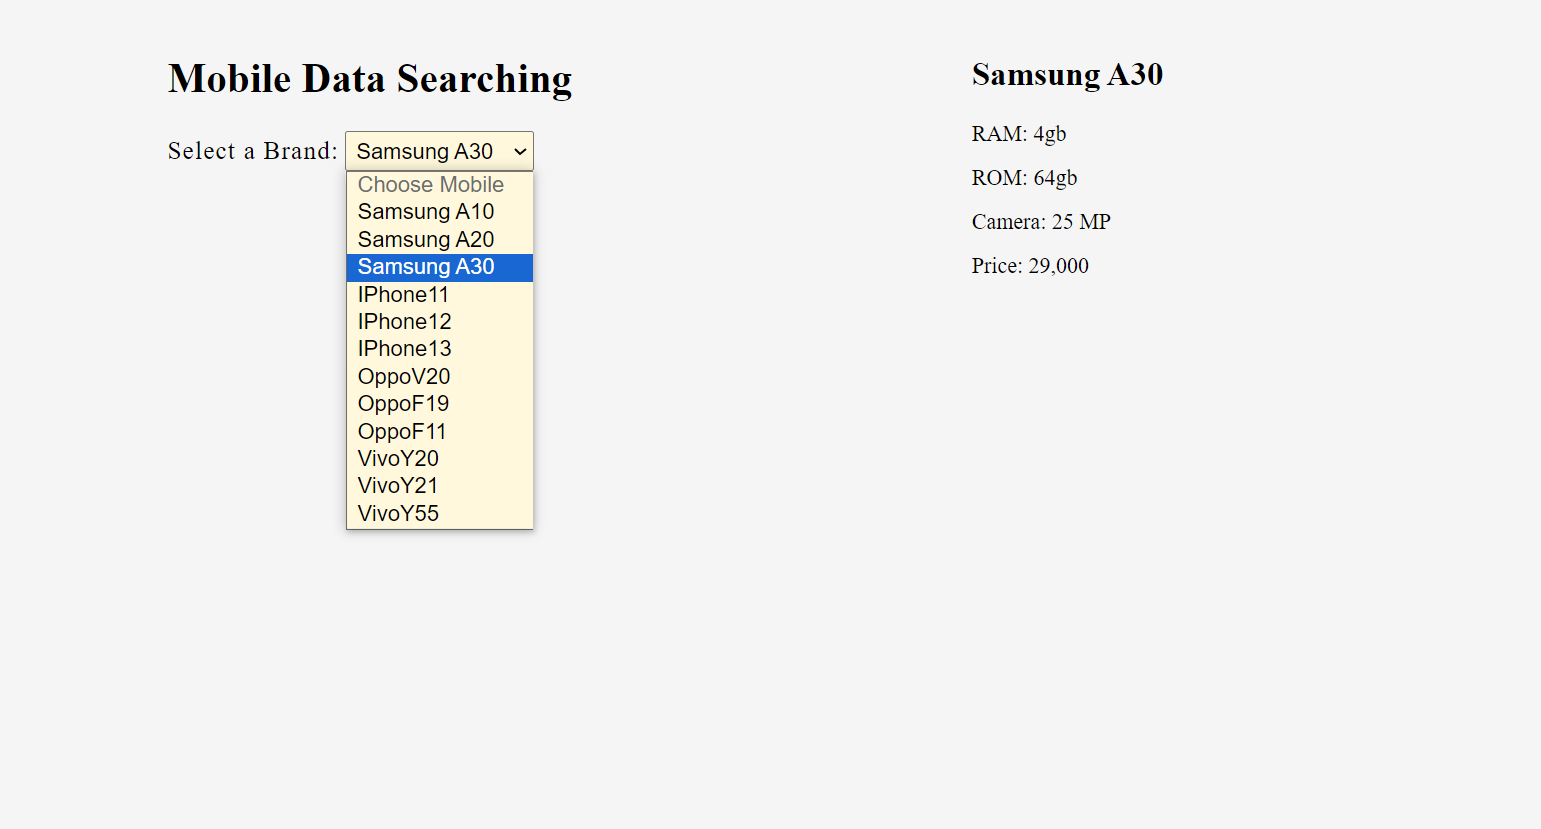 Mobile Data Searching
Select a Brand: Samsung A30
Choose Mobile
Samsung A10
Samsung A20
Samsung A30
IPhone11
IPhone12
IPhone13
OppoV20
OppoF19
OppoF11
VivoY20
VivoY21
VivoY55
Samsung A30
RAM: 4gb
ROM: 64gb
Camera: 25 MP
Price: 29,000